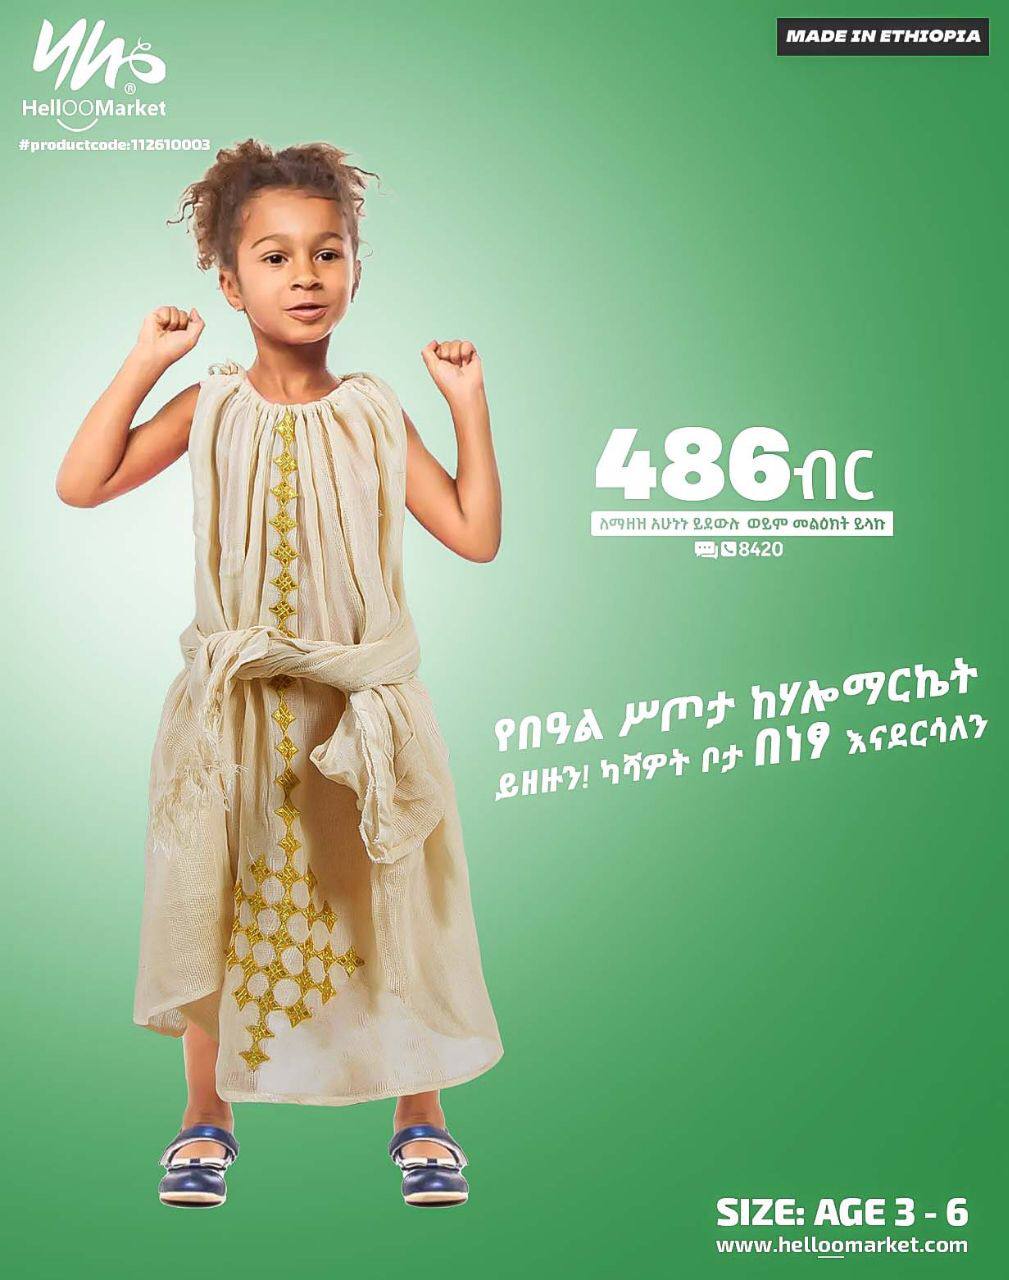 ሃሎ
®
HellOOMarket
#productcode:112610003
MADE IN ETHIOPIA
486ብር
ለማዘዝ አሁኑኑ ይደውሉ ወይም መልዕክት ይላኩ
8420
የበዓል ሥጦታ ከሃሎማርኬት
ይዘዙን! ካሻዎት ቦታ በነፃ እናደርሳለን
SIZE: AGE 3 - 6
www.helloomarket.com